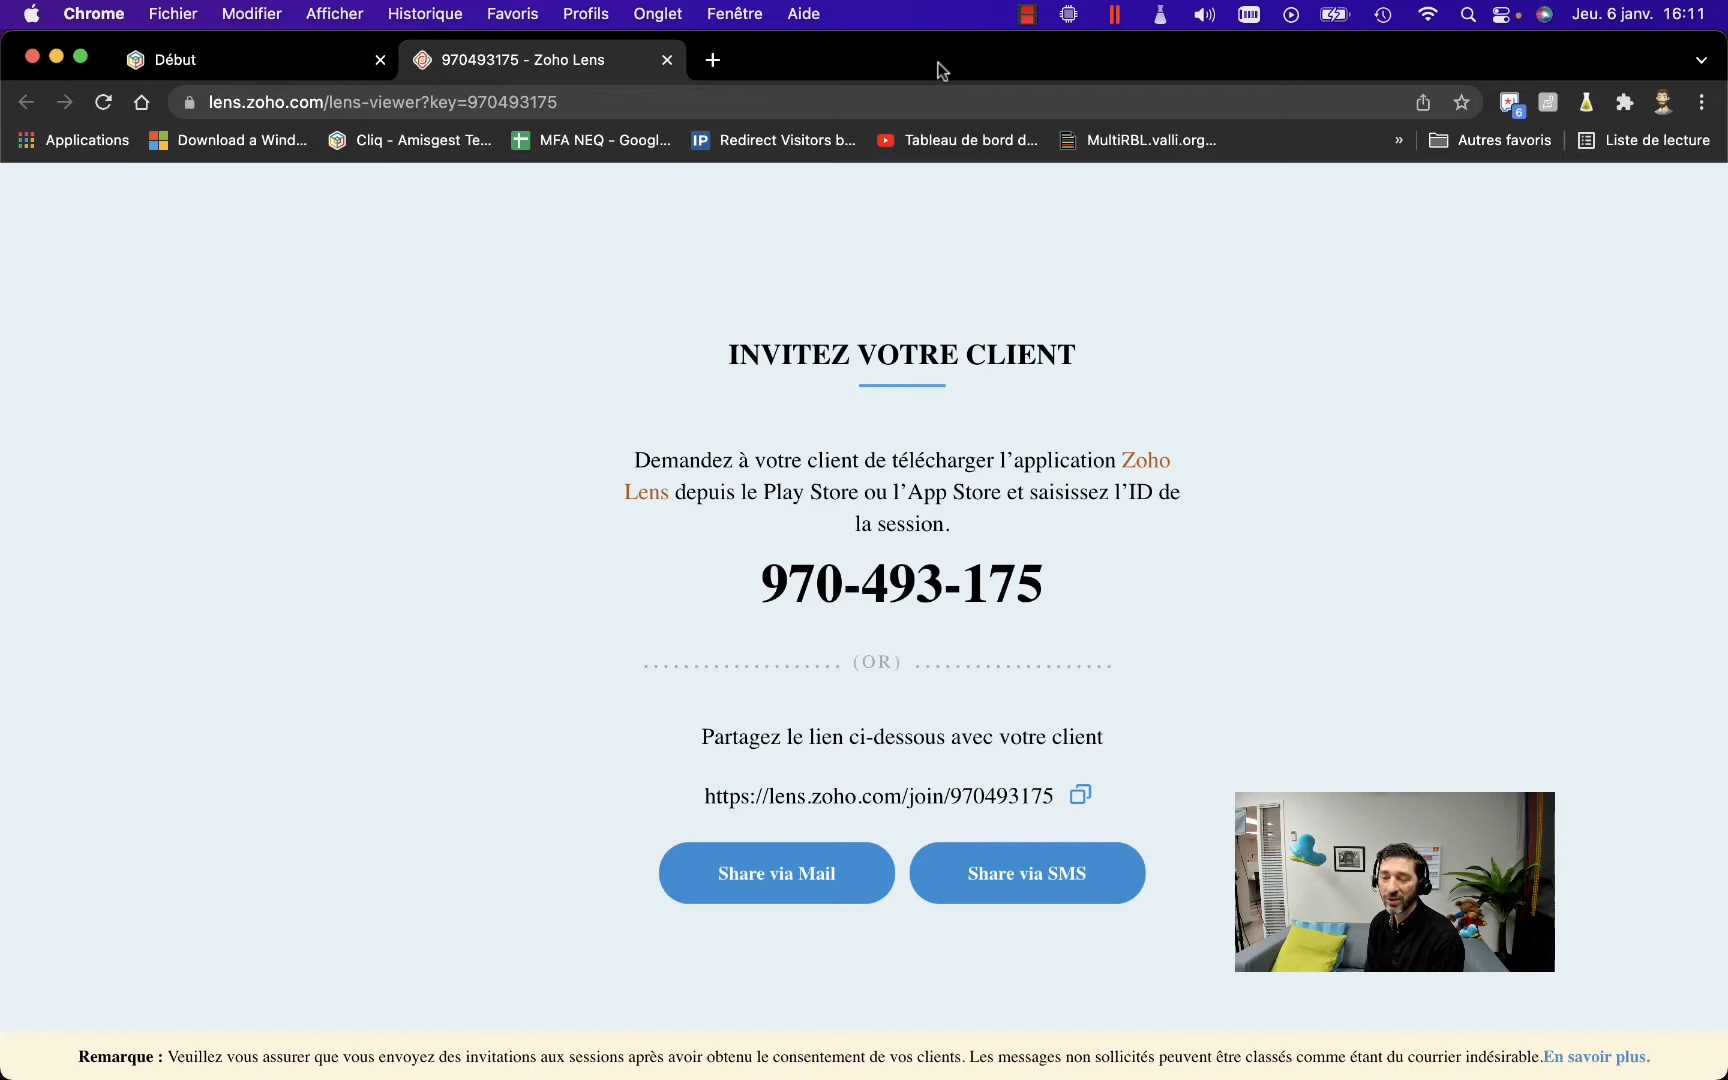 Chrome Fichier Modifier Afficher Historique Favoris Profils Onglet Fenêtre Aide Jeu. 6 janv. 16:11
Début 970493175 - Zoho Lens
lens.zoho.com/lens-viewer?key=970493175 6
Applications Download a Wind... Cliq - Amisgest Te... MFA NEQ - Googl... IP Redirect Visitors b... Tableau de bord d... MultiRBL.valli.org... » Autres favoris Liste de lecture
INVITEZ VOTRE CLIENT
Demandez à votre client de télécharger l'application Zoho
Lens depuis le Play Store ou l'App Store et saisissez l'ID de
la session.
970-493-175
.................... (OR) ....................
Partagez le lien ci-dessous avec votre client
https://lens.zoho.com/join/970493175
Share via Mail Share via SMS
Remarque : Veuillez vous assurer que vous envoyez des invitations aux sessions après avoir obtenu le consentement de vos clients. Les messages non sollicités peuvent être classés comme étant du courrier indésirable.En savoir plus.